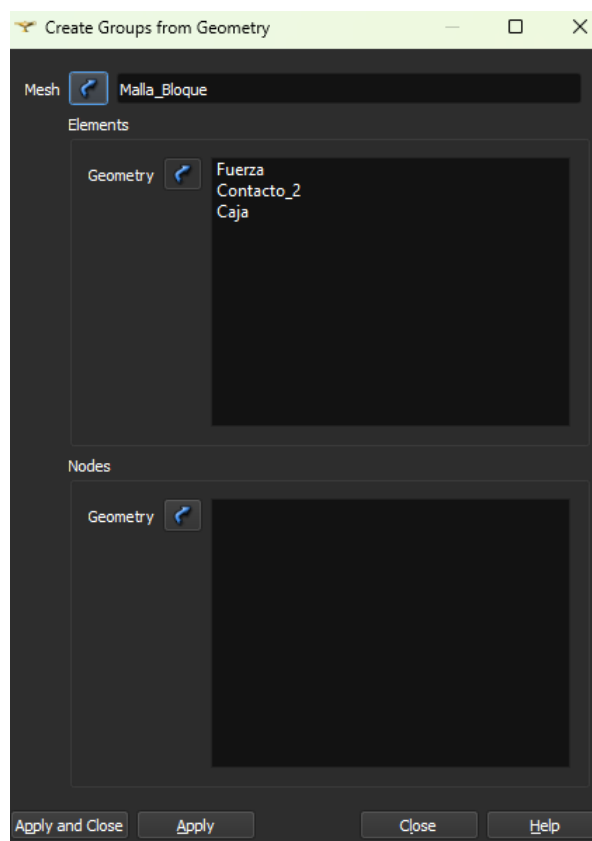 Create Groups from Geometry
Mesh Malla_Bloque
Elements
Geometry
Fuerza
Contacto_2
Caja
Nodes
Geometry
Apply and Close Apply Close Help